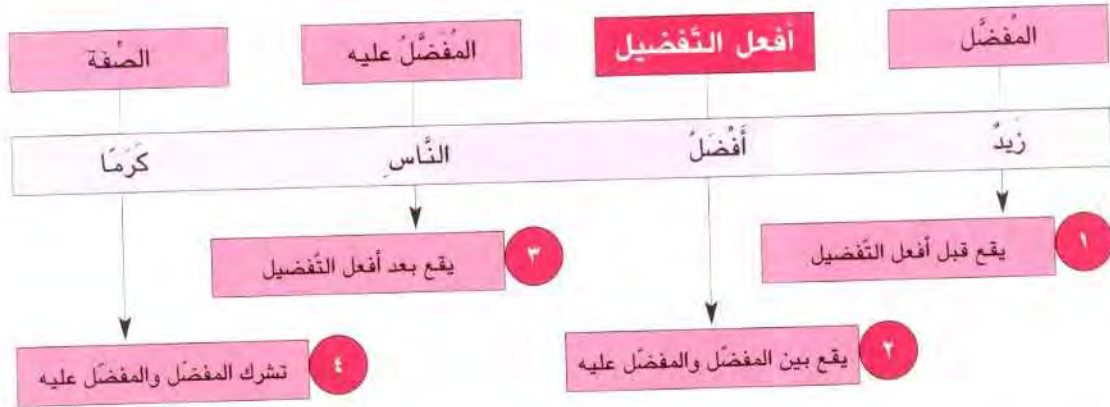 المُفضَّل أفعل التَّفضيل المُفَضَّلُ عليه الصِّفة
زَيدٌ أَفْضَلُ النَّاسِ كَرَمًا
١ يقع قبل أفعل التَّفضيل
٣ يقع بعد أفعل التَّفضيل
٢ يقع بين المفضّل والمفضّل عليه
٤ تشرك المفضّل والمفضّل عليه